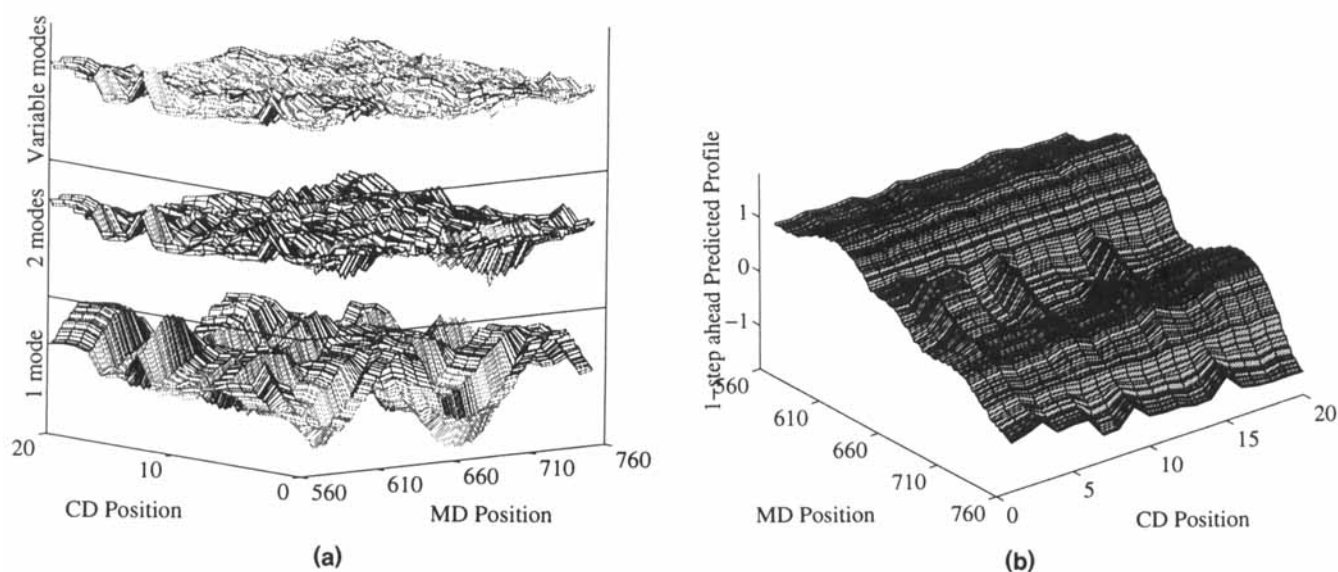 Variable modes
2 modes
1 mode
20
10
0
560
610
660
710
760
CD Position
MD Position
(a)
1-step ahead Predicted Profile
1
0
−1
560
610
660
710
760
0
5
10
15
20
MD Position
CD Position
(b)